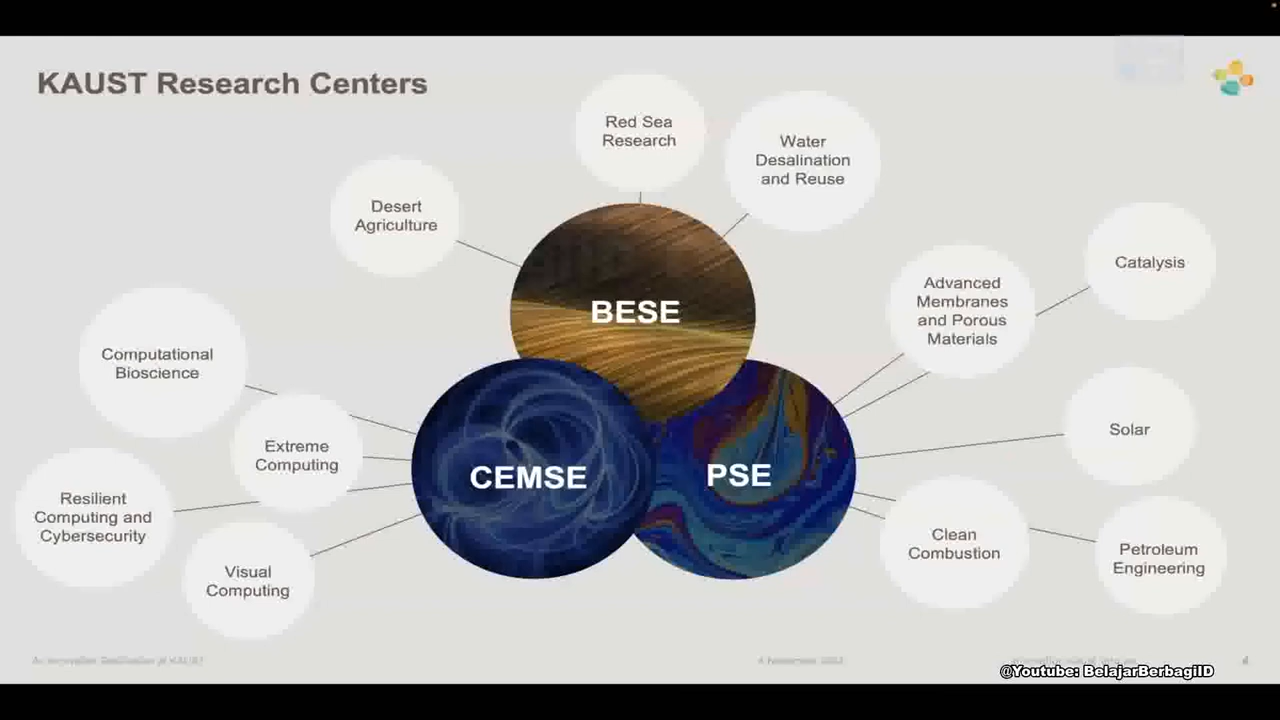 KAUST Research Centers
Red Sea
Research
Water
Desalination
and Reuse
Desert
Agriculture
BESE
Advanced
Membranes
and Porous
Materials
Catalysis
Computational
Bioscience
Extreme
Computing
Solar
CEMSE
PSE
Resilient
Computing and
Cybersecurity
Visual
Computing
Clean
Combustion
Petroleum
Engineering
4
@Youtube: BelajarBerbagiID